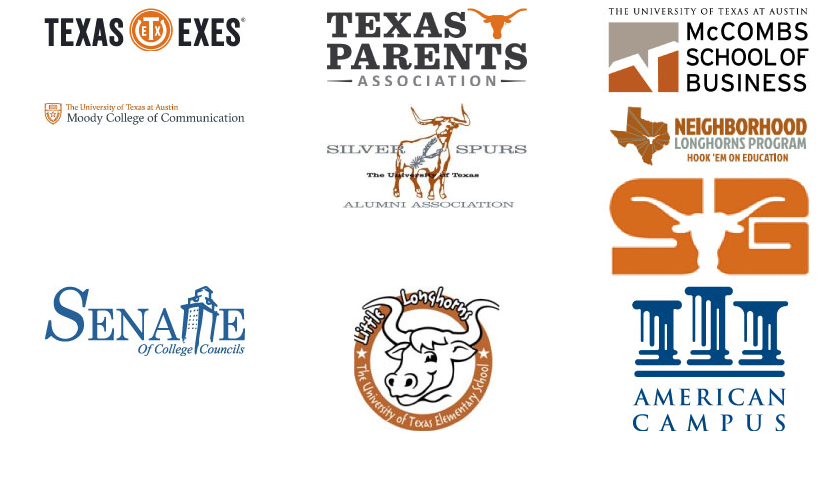 TEXAS ETX EXES®
TEXAS
PARENTS
ASSOCIATION
THE UNIVERSITY OF TEXAS AT AUSTIN
McCOMBS
SCHOOL OF
BUSINESS
The University of Texas at Austin
Moody College of Communication
SILVER SPURS
The University of Texas
ALUMNI ASSOCIATION
NEIGHBORHOOD
LONGHORNS PROGRAM
HOOK 'EM ON EDUCATION
SG
SENATE
Of College Councils
Little Longhorns
The University of Texas Elementary School
AMERICAN
CAMPUS